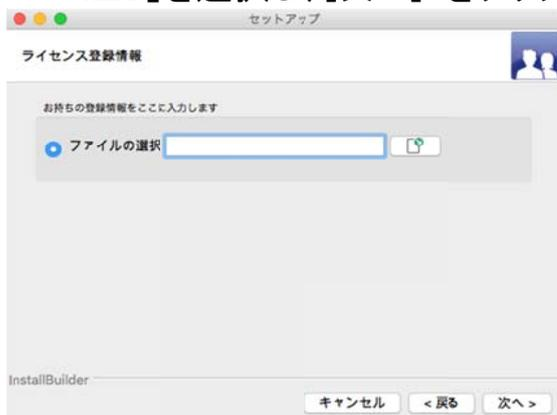 セットアップ
ライセンス登録情報
お持ちの登録情報をここに入力します
ファイルの選択
InstallBuilder
キャンセル
< 戻る
次へ >